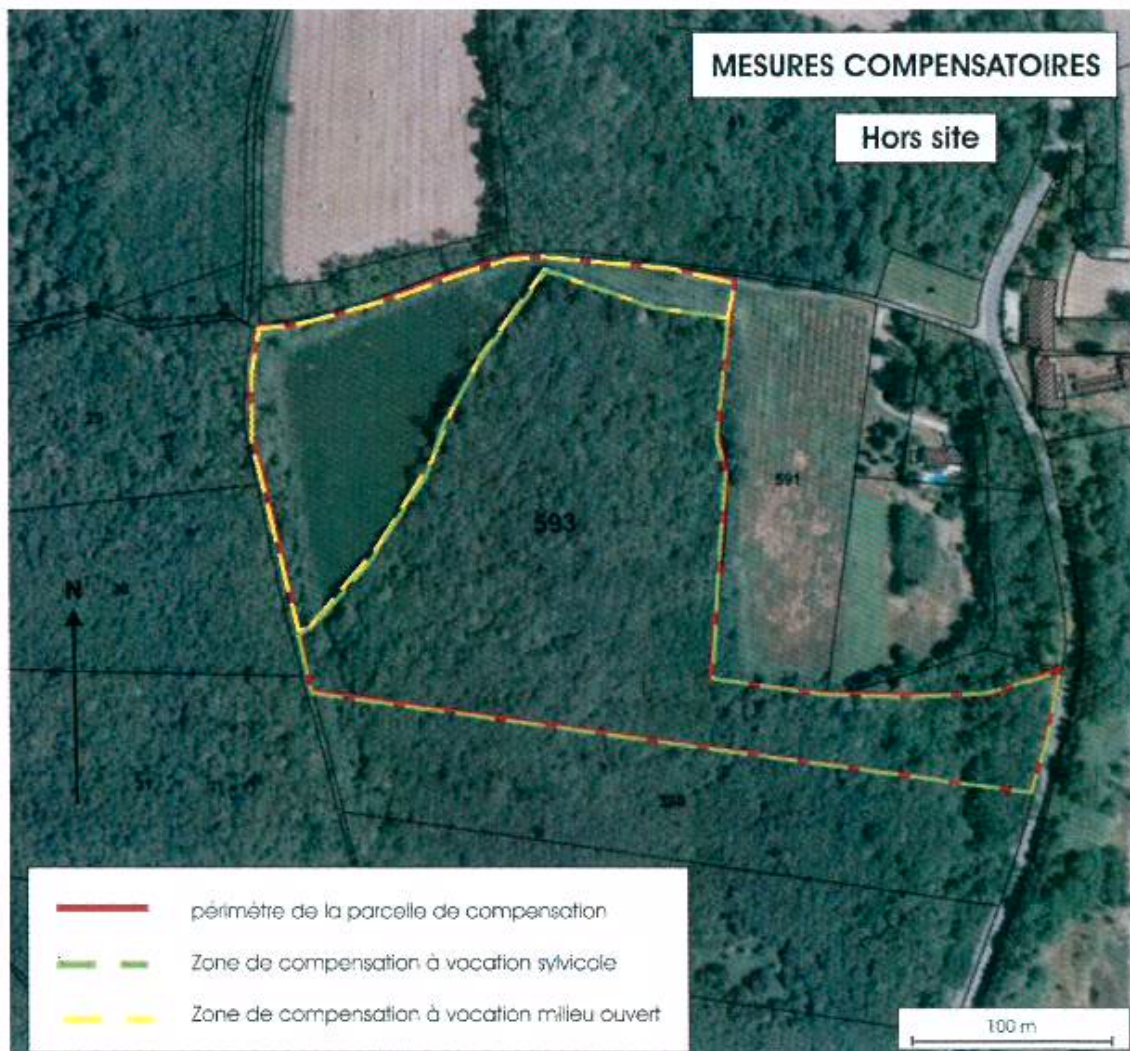 MESURES COMPENSATOIRES
Hors site
591
593
N
périmètre de la parcelle de compensation
Zone de compensation à vocation sylvicole
Zone de compensation à vocation milieu ouvert
100 m